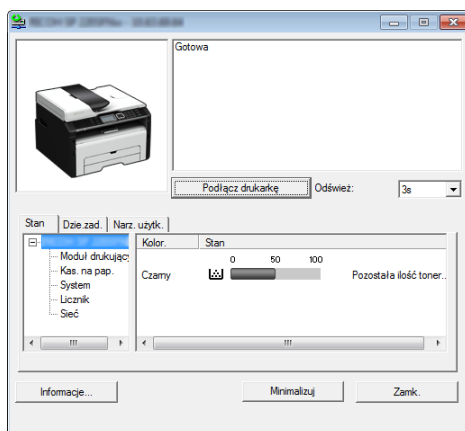 Gotowa
Podłącz drukarkę
Odśwież:
3s
Stan
Dzie.zad.
Narz. użytk.
Kolor.
Stan
Moduł drukując
Kas. na pap.
System
Licznik
Sieć
0 50 100
Czarny
Pozostała ilość toner..
Informacje...
Minimalizuj
Zamk.